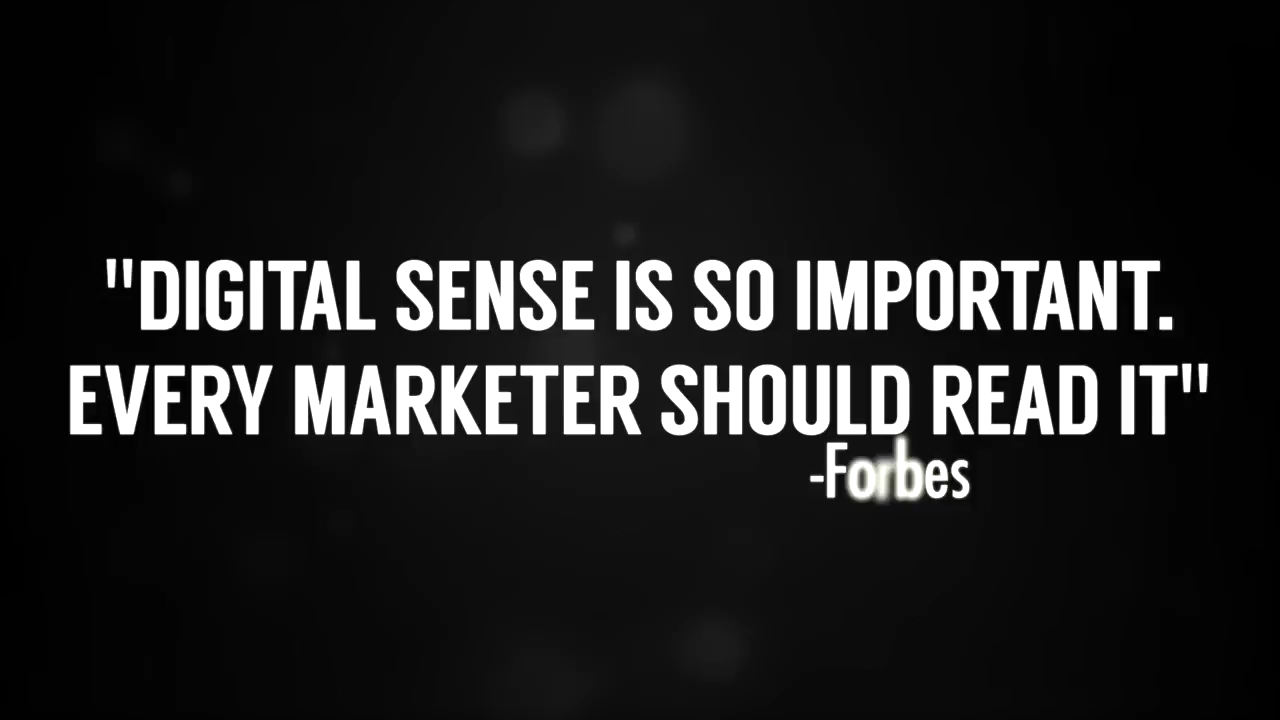 "DIGITAL SENSE IS SO IMPORTANT.
EVERY MARKETER SHOULD READ IT"
-Forbes